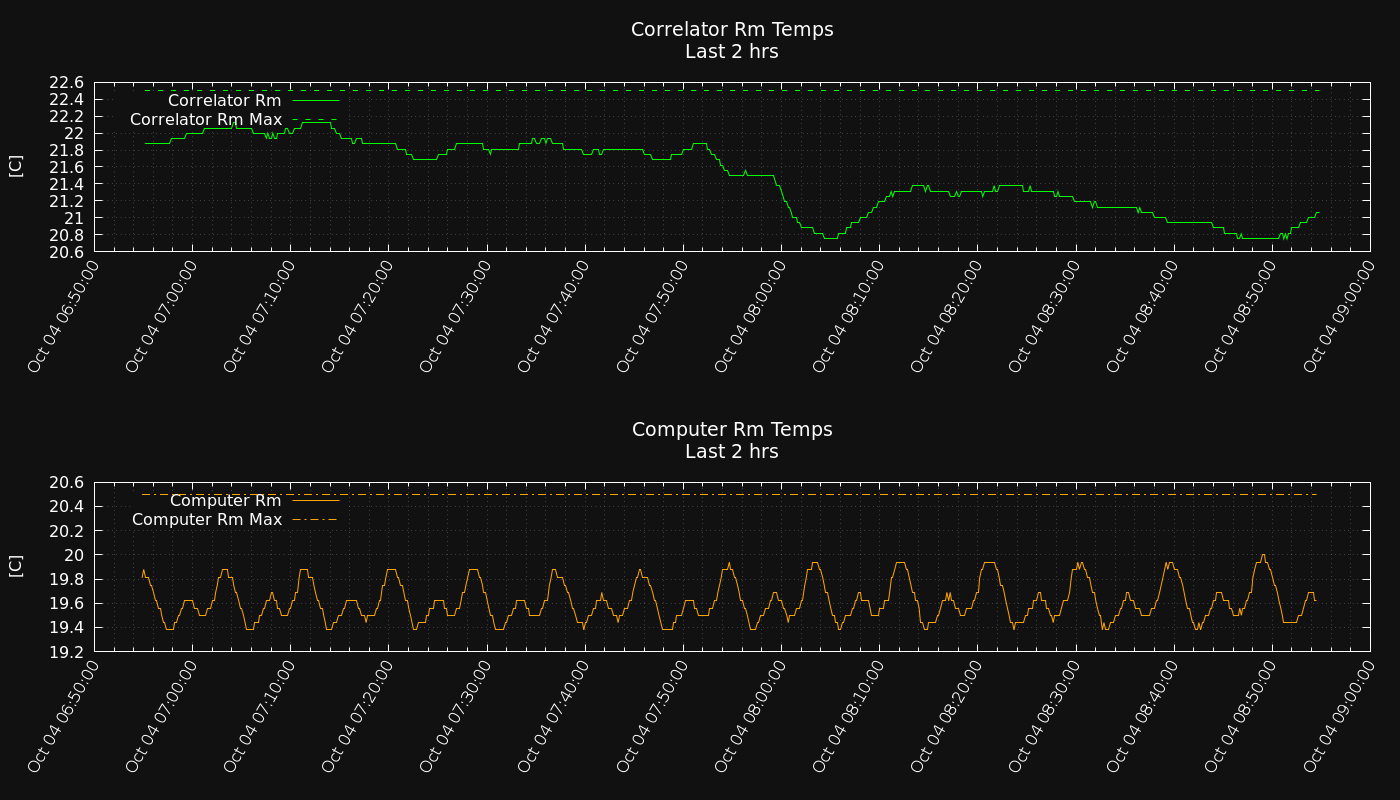 Correlator Rm Temps
Last 2 hrs
[C]
22.6
22.4
22.2
22
21.8
21.6
21.4
21.2
21
20.8
20.6
Correlator Rm
Correlator Rm Max
Oct 04 06:50:00
Oct 04 07:00:00
Oct 04 07:10:00
Oct 04 07:20:00
Oct 04 07:30:00
Oct 04 07:40:00
Oct 04 07:50:00
Oct 04 08:00:00
Oct 04 08:10:00
Oct 04 08:20:00
Oct 04 08:30:00
Oct 04 08:40:00
Oct 04 08:50:00
Oct 04 09:00:00
Computer Rm Temps
Last 2 hrs
[C]
20.6
20.4
20.2
20
19.8
19.6
19.4
19.2
Computer Rm
Computer Rm Max
Oct 04 06:50:00
Oct 04 07:00:00
Oct 04 07:10:00
Oct 04 07:20:00
Oct 04 07:30:00
Oct 04 07:40:00
Oct 04 07:50:00
Oct 04 08:00:00
Oct 04 08:10:00
Oct 04 08:20:00
Oct 04 08:30:00
Oct 04 08:40:00
Oct 04 08:50:00
Oct 04 09:00:00